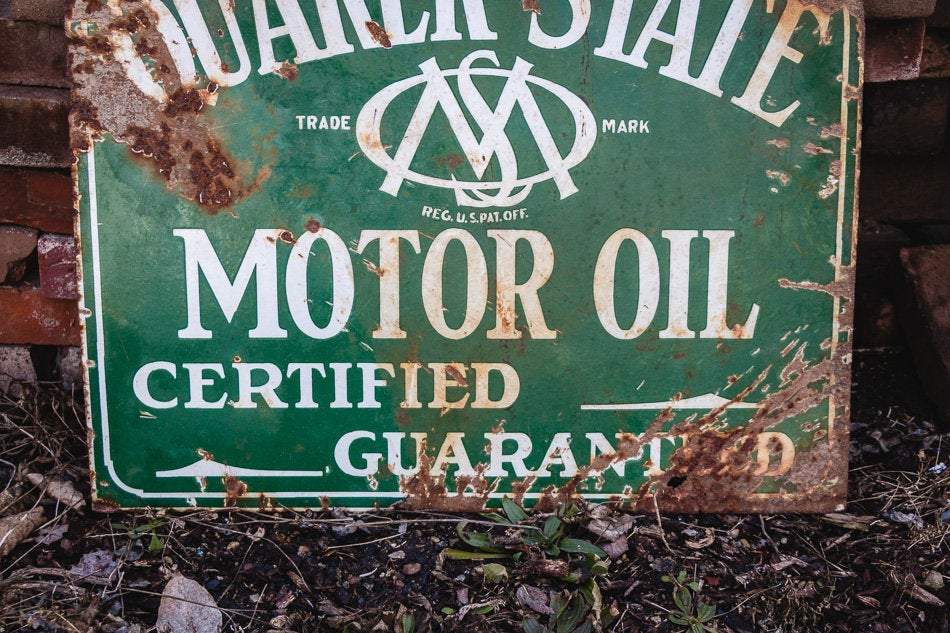 QUAKER STATE
TRADE MARK
REG. U.S. PAT. OFF.
MOTOR OIL
CERTIFIED
GUARANTEED